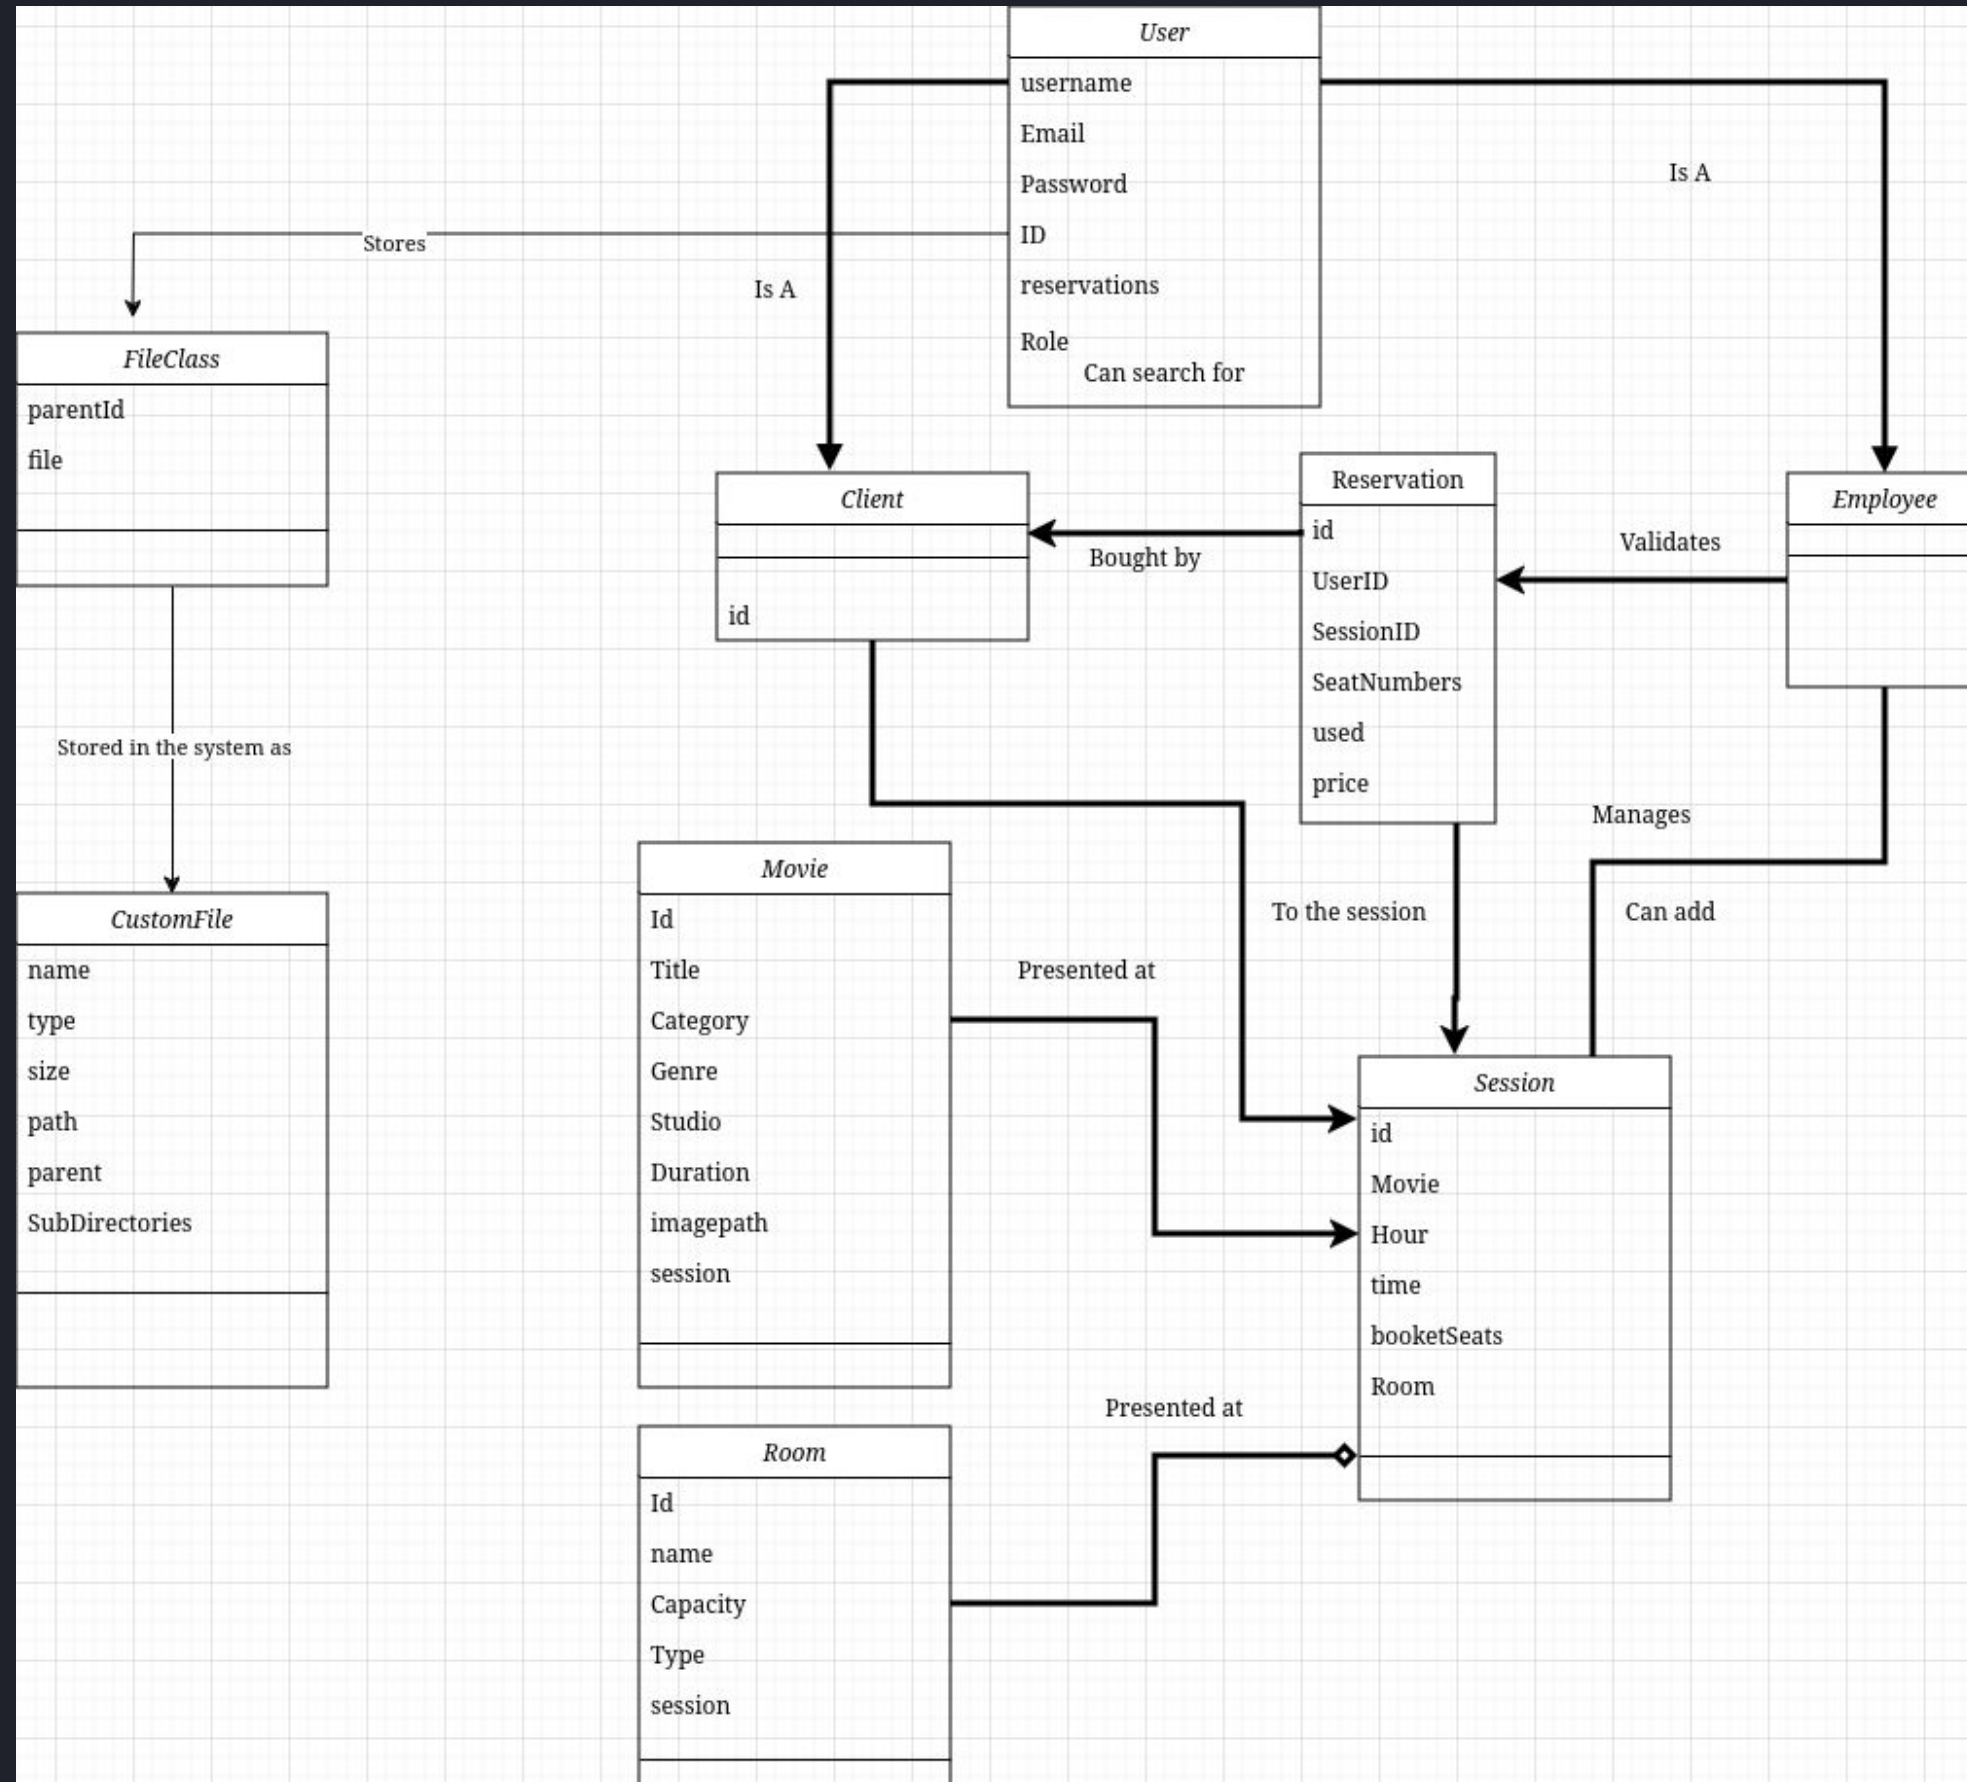 User
username
Email
Password
ID
reservations
Role
Can search for
Is A
Is A
Stores
FileClass
parentId
file
Stored in the system as
CustomFile
name
type
size
path
parent
SubDirectories
Client
id
Bought by
Reservation
id
UserID
SessionID
SeatNumbers
used
price
Validates
Employee
Manages
Can add
To the session
Movie
Id
Title
Category
Genre
Studio
Duration
imagepath
session
Presented at
Session
id
Movie
Hour
time
booketSeats
Room
Presented at
Room
Id
name
Capacity
Type
session